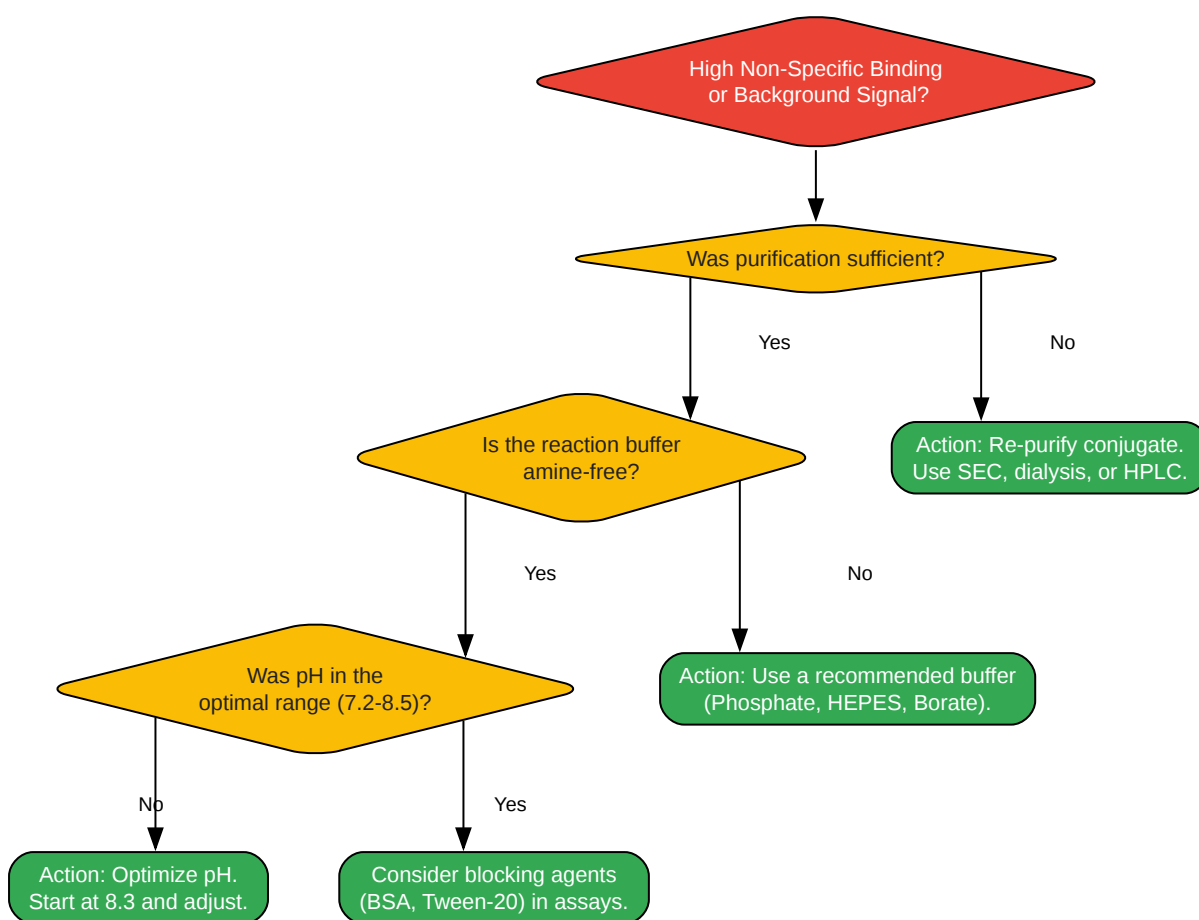 High Non-Specific Binding
or Background Signal?
Was purification sufficient?
Yes
No
Is the reaction buffer
amine-free?
Action: Re-purify conjugate.
Use SEC, dialysis, or HPLC.
Yes
No
Was pH in the
optimal range (7.2-8.5)?
Action: Use a recommended buffer
(Phosphate, HEPES, Borate).
No
Yes
Action: Optimize pH.
Start at 8.3 and adjust.
Consider blocking agents
(BSA, Tween-20) in assays.